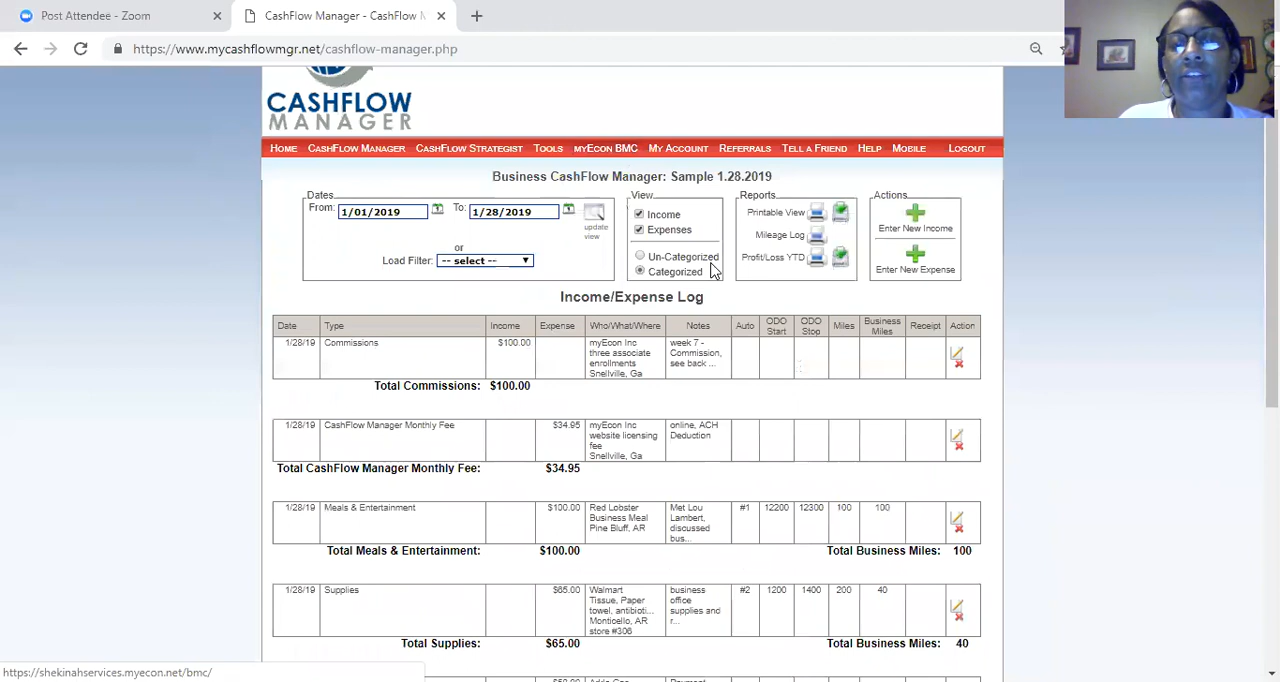 Post Attendee - Zoom
CashFlow Manager - CashFlow M
https://www.mycashflowmgr.net/cashflow-manager.php
CASHFLOW
MANAGER
HOME CASHFLOW MANAGER CASHFLOW STRATEGIST TOOLS MYECON BMC MY ACCOUNT REFERRALS TELL A FRIEND HELP MOBILE LOGOUT
Business CashFlow Manager: Sample 1.28.2019
Dates
From: 1/01/2019 To: 1/28/2019
update view
or
Load Filter: -- select --
View
Income
Expenses
Un-Categorized
Categorized
Reports
Printable View
Mileage Log
Profit/Loss YTD
Actions
Enter New Income
Enter New Expense
Income/Expense Log
Date Type Income Expense Who/What/Where Notes Auto ODO Start ODO Stop Miles Business Miles Receipt Action
1/28/19 Commissions $100.00 myEcon Inc week 7 -
three associate Commission,
enrollments see back ...
Snellville, Ga
Total Commissions: $100.00
1/28/19 CashFlow Manager Monthly Fee $34.95 myEcon Inc online, ACH
website licensing Deduction
fee
Snellville, Ga
Total CashFlow Manager Monthly Fee: $34.95
1/28/19 Meals & Entertainment $100.00 Red Lobster Met Lou #1 12200 12300 100 100
Business Meal Lambert,
Pine Bluff, AR discussed
bus...
Total Meals & Entertainment: $100.00 Total Business Miles: 100
1/28/19 Supplies $65.00 Walmart business #2 1200 1400 200 40
Tissue, Paper office
towel, antibioti... supplies and
Monticello, AR r...
store #306
Total Supplies: $65.00 Total Business Miles: 40
https://shekinahservices.myecon.net/bmc/